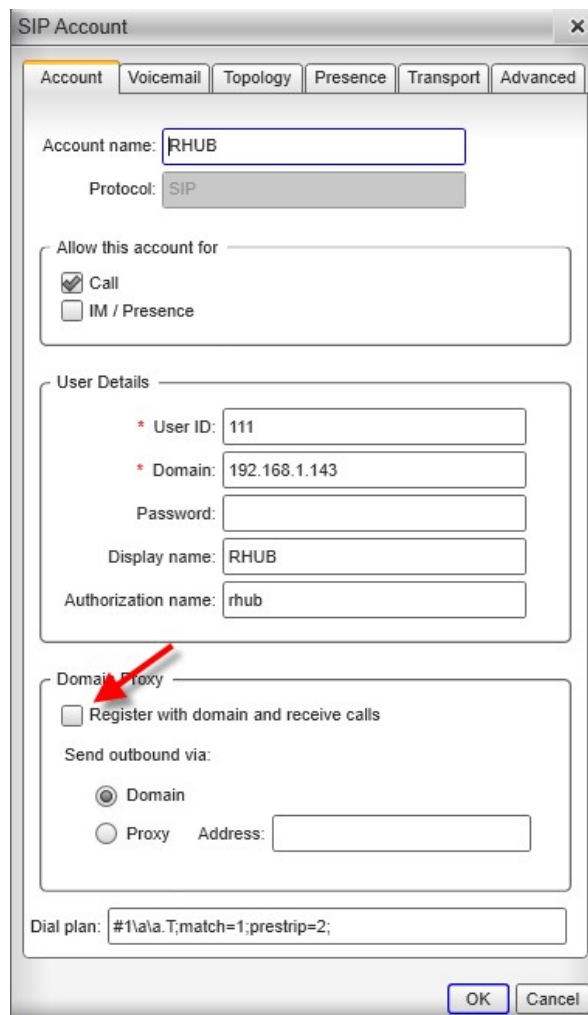 SIP Account
Account Voicemail Topology Presence Transport Advanced
Account name: RHUB
Protocol: SIP
Allow this account for
Call
IM / Presence
User Details
* User ID: 111
* Domain: 192.168.1.143
Password:
Display name: RHUB
Authorization name: rhub
Domain Proxy
Register with domain and receive calls
Send outbound via:
Domain
Proxy Address:
Dial plan: #1\a\a.T;match=1;prestrip=2;
OK Cancel